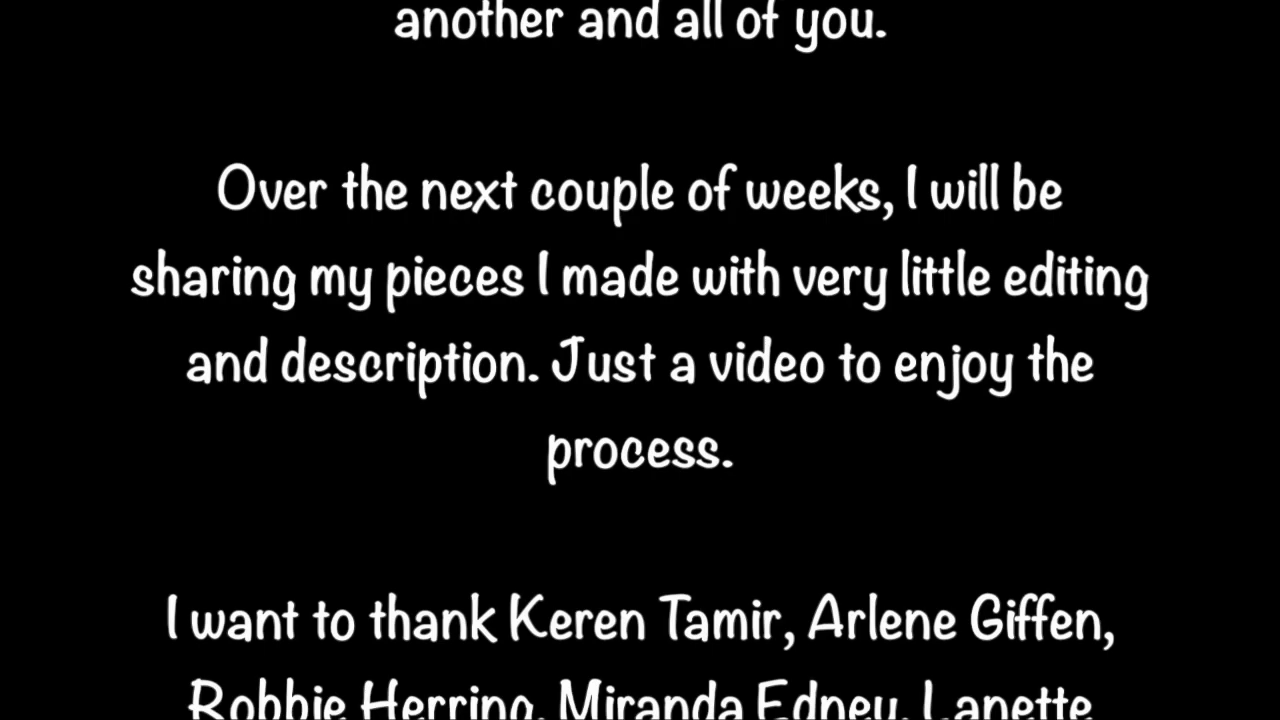 another and all of you.
Over the next couple of weeks, I will be
sharing my pieces I made with very little editing
and description. Just a video to enjoy the
process.
I want to thank Keren Tamir, Arlene Giffen,
Robbie Herring, Miranda Edney, Lanette